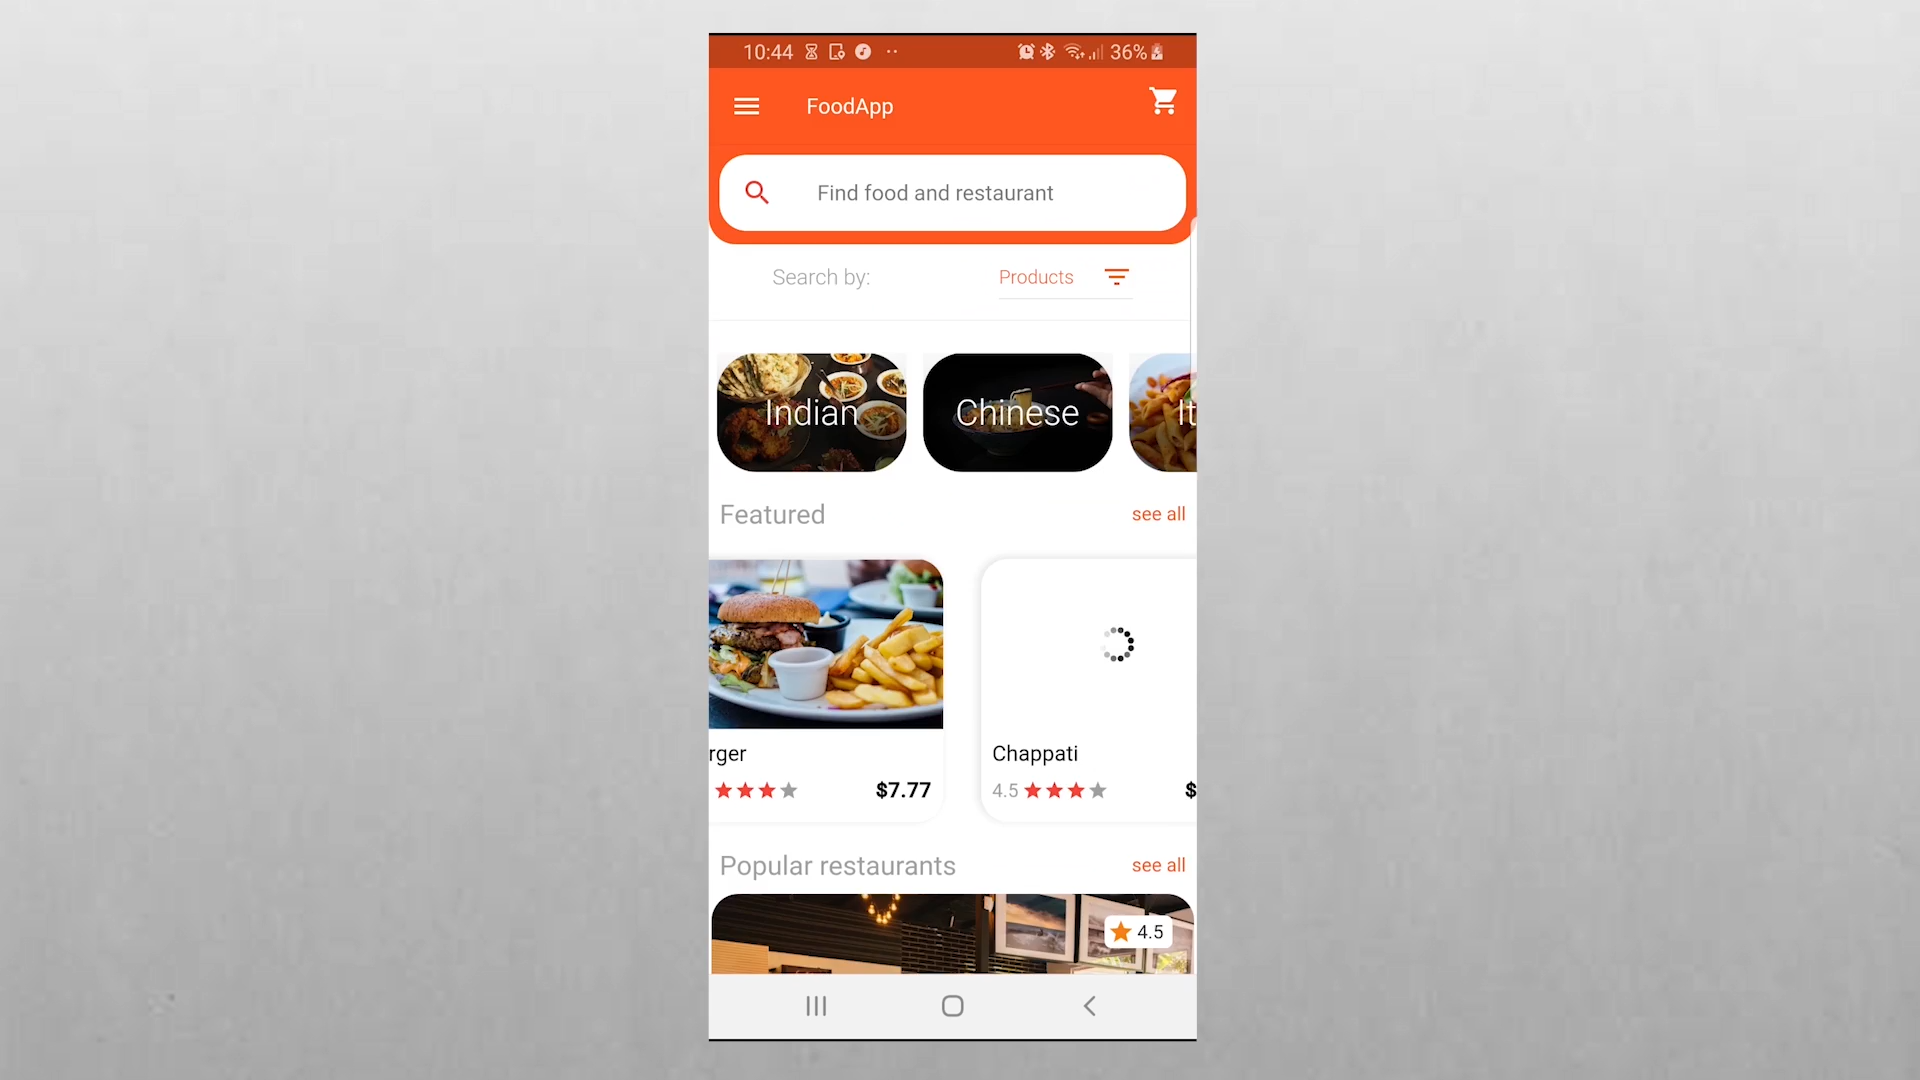 10:44 36%
FoodApp
Find food and restaurant
Search by: Products
Indian Chinese It
Featured see all
rger Chappati
$7.77 4.5 $
Popular restaurants see all
4.5